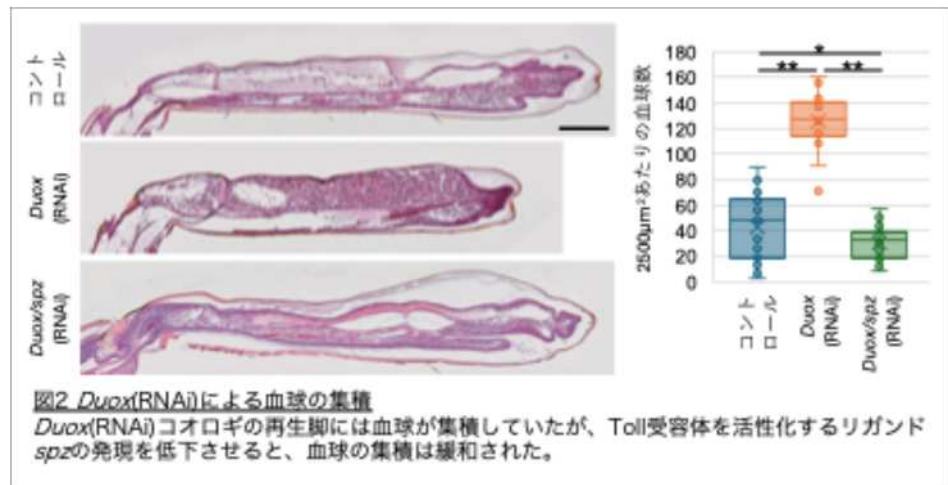 コント
ロール
Duox
(RNAi)
Duox/spz
(RNAi)
2500μm²あたりの血球数
180
160
140
120
100
80
60
40
20
0
*
**
**
コント
ロール
Duox
(RNAi)
Duox/spz
(RNAi)
図2 Duox(RNAi)による血球の集積
Duox(RNAi)コオロギの再生脚には血球が集積していたが、Toll受容体を活性化するリガンド
spzの発現を低下させると、血球の集積は緩和された。